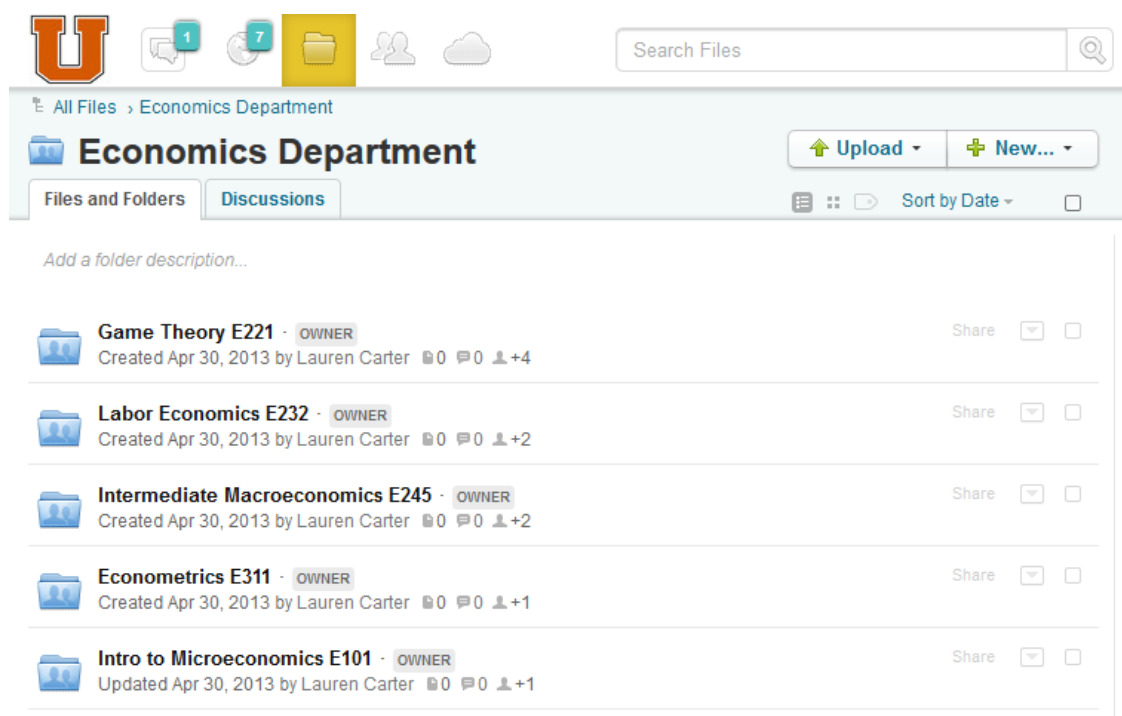 U
1
7
Search Files
All Files › Economics Department
Economics Department
Upload
New...
Files and Folders
Discussions
Sort by Date
Add a folder description...
Game Theory E221 · OWNER
Share
Created Apr 30, 2013 by Lauren Carter 0 0 +4
Labor Economics E232 · OWNER
Share
Created Apr 30, 2013 by Lauren Carter 0 0 +2
Intermediate Macroeconomics E245 · OWNER
Share
Created Apr 30, 2013 by Lauren Carter 0 0 +2
Econometrics E311 · OWNER
Share
Created Apr 30, 2013 by Lauren Carter 0 0 +1
Intro to Microeconomics E101 · OWNER
Share
Updated Apr 30, 2013 by Lauren Carter 0 0 +1